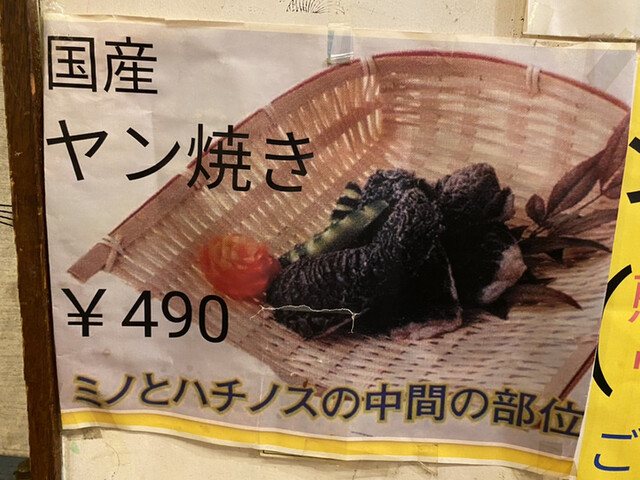 国産
ヤン焼き
￥490
ミノとハチノスの中間の部位
ご